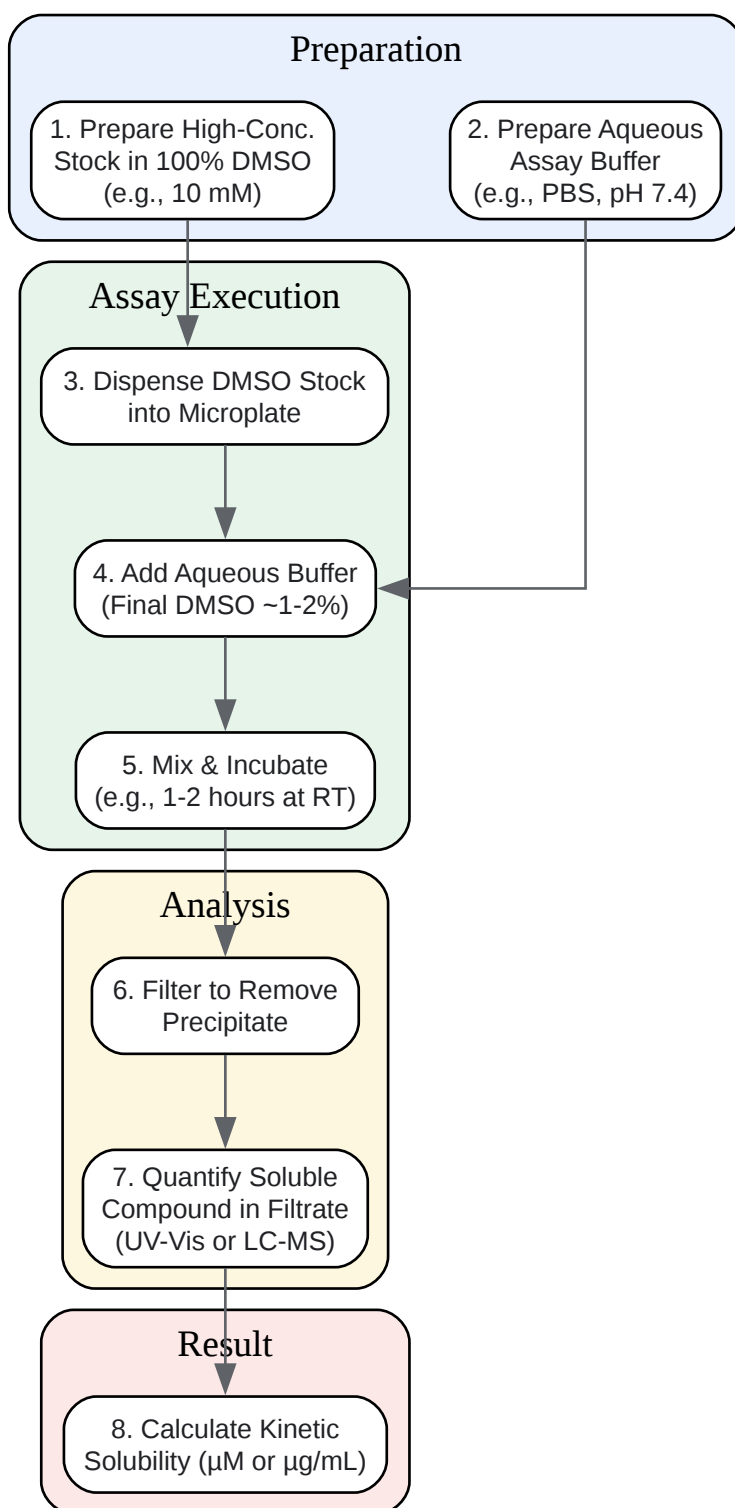 Preparation
1. Prepare High-Conc.
Stock in 100% DMSO
(e.g., 10 mM)
2. Prepare Aqueous
Assay Buffer
(e.g., PBS, pH 7.4)
Assay Execution
3. Dispense DMSO Stock
into Microplate
4. Add Aqueous Buffer
(Final DMSO ~1-2%)
5. Mix & Incubate
(e.g., 1-2 hours at RT)
Analysis
6. Filter to Remove
Precipitate
7. Quantify Soluble
Compound in Filtrate
(UV-Vis or LC-MS)
Result
8. Calculate Kinetic
Solubility (µM or µg/mL)